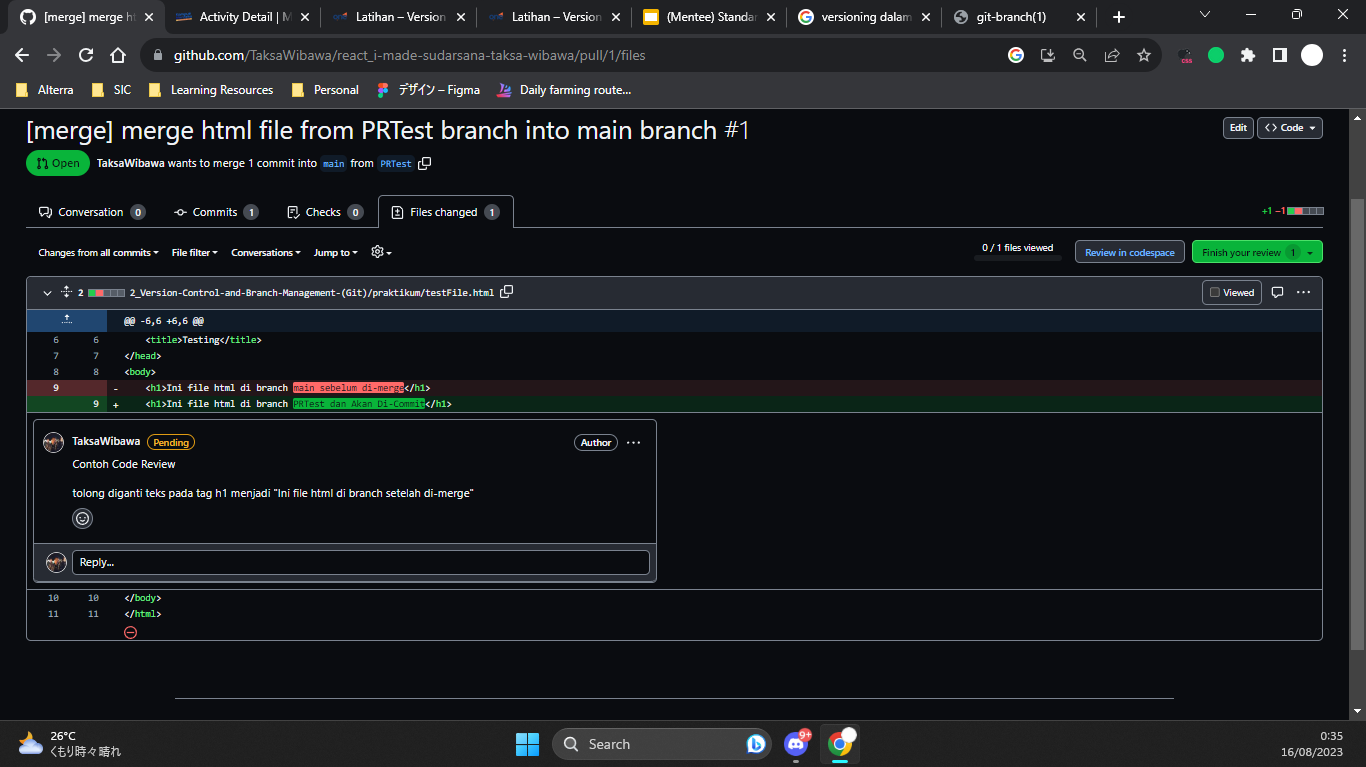 [merge] merge h
Activity Detail | M
Latihan – Version
Latihan – Version
(Mentee) Standar
versioning dalam
git-branch(1)
github.com/TaksaWibawa/react_i-made-sudarsana-taksa-wibawa/pull/1/files
Alterra
SIC
Learning Resources
Personal
デザイン – Figma
Daily farming route...
[merge] merge html file from PRTest branch into main branch #1
Edit
<> Code
Open
TaksaWibawa wants to merge 1 commit into main from PRTest
Conversation 0
Commits 1
Checks 0
Files changed 1
+1 −1
Changes from all commits
File filter
Conversations
Jump to
0 / 1 files viewed
Review in codespace
Finish your review 1
2 2_Version-Control-and-Branch-Management-(Git)/praktikum/testFile.html
Viewed
@@ -6,6 +6,6 @@
6 6 <title>Testing</title>
7 7 </head>
8 8 <body>
9 - <h1>Ini file html di branch main sebelum di-merge</h1>
9 + <h1>Ini file html di branch PRTest dan Akan Di-Commit</h1>
TaksaWibawa Pending
Author
Contoh Code Review
tolong diganti teks pada tag h1 menjadi "Ini file html di branch setelah di-merge"
Reply...
10 10 </body>
11 11 </html>
26°C
くもり時々晴れ
Search
9+
0:35
16/08/2023